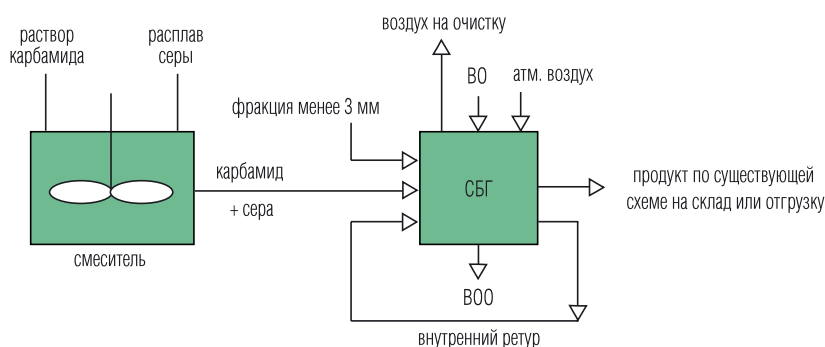 раствор
карбамида
расплав
серы
смеситель
фракция менее 3 мм
карбамид
+ сера
воздух на очистку
ВО
атм. воздух
СБГ
ВОО
внутренний ретур
продукт по существующей
схеме на склад или отгрузку